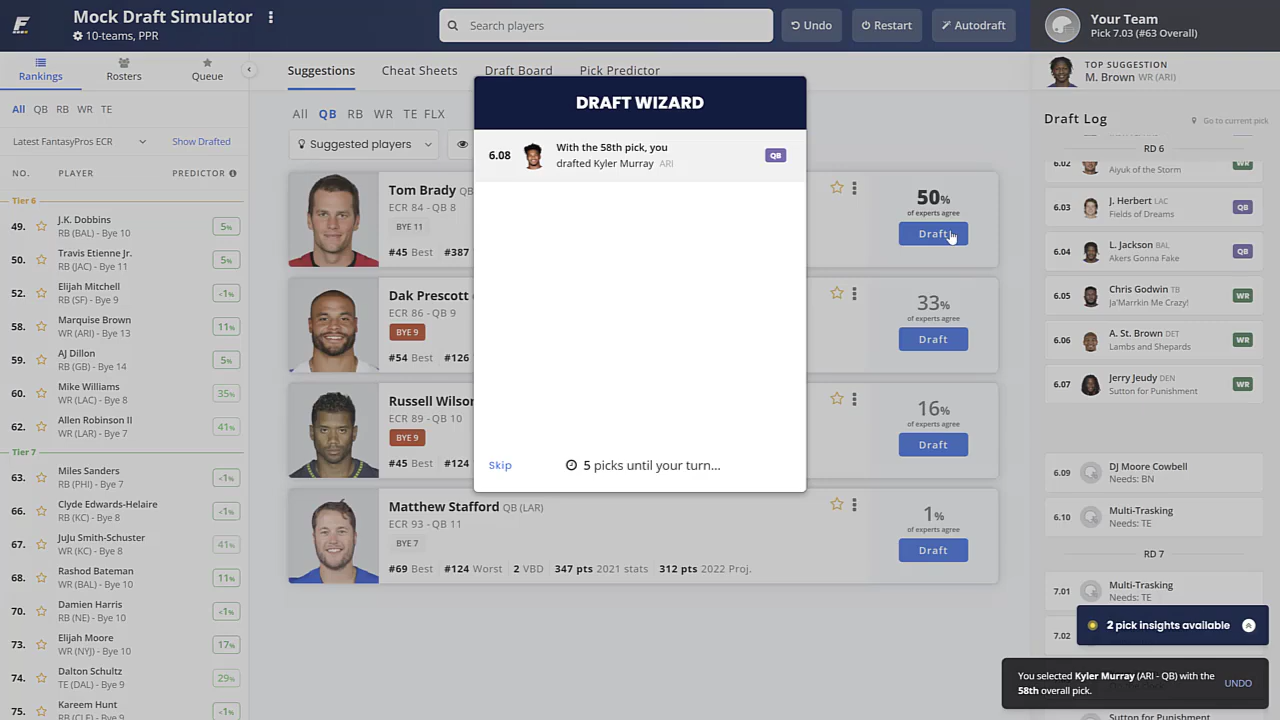 Mock Draft Simulator
10-teams, PPR
Search players
Undo
Restart
Autodraft
Your Team
Pick 7.03 (#63 Overall)
Rankings
Rosters
Queue
Suggestions
Cheat Sheets
Draft Board
Pick Predictor
TOP SUGGESTION
M. Brown WR (ARI)
All QB RB WR TE
Latest FantasyPros ECR
Show Drafted
NO. PLAYER PREDICTOR
Tier 6
49. J.K. Dobbins 5%
RB (BAL) - Bye 10
50. Travis Etienne Jr. 5%
RB (JAC) - Bye 11
52. Elijah Mitchell <1%
RB (SF) - Bye 9
58. Marquise Brown 11%
WR (ARI) - Bye 13
59. AJ Dillon 5%
RB (GB) - Bye 14
60. Mike Williams 35%
WR (LAC) - Bye 8
62. Allen Robinson II 41%
WR (LAR) - Bye 7
Tier 7
63. Miles Sanders <1%
RB (PHI) - Bye 7
66. Clyde Edwards-Helaire <1%
RB (KC) - Bye 8
67. JuJu Smith-Schuster 41%
WR (KC) - Bye 8
68. Rashod Bateman 11%
WR (BAL) - Bye 10
70. Damien Harris <1%
RB (NE) - Bye 10
73. Elijah Moore 17%
WR (NYJ) - Bye 10
74. Dalton Schultz 29%
TE (DAL) - Bye 9
75. Kareem Hunt <1%
RB (CLE) - Bye 9
All QB RB WR TE FLX
Suggested players
Tom Brady QB
ECR 84 - QB 8
BYE 11
#45 Best #387
50%
of experts agree
Draft
Dak Prescott
ECR 86 - QB 9
BYE 9
#54 Best #126
33%
of experts agree
Draft
Russell Wilson
ECR 89 - QB 10
BYE 9
#45 Best #124
16%
of experts agree
Draft
Matthew Stafford QB (LAR)
ECR 93 - QB 11
BYE 7
#69 Best #124 Worst 2 VBD 347 pts 2021 stats 312 pts 2022 Proj.
1%
of experts agree
Draft
DRAFT WIZARD
6.08 With the 58th pick, you
drafted Kyler Murray ARI
QB
Skip
5 picks until your turn...
Draft Log
Go to current pick
RD 6
6.02 WR
Aiyuk of the Storm
6.03 J. Herbert LAC QB
Fields of Dreams
6.04 L. Jackson BAL QB
Akers Gonna Fake
6.05 Chris Godwin TB WR
Ja'Marrkin Me Crazy!
6.06 A. St. Brown DET WR
Lambs and Shepards
6.07 Jerry Jeudy DEN WR
Sutton for Punishment
6.09 DJ Moore Cowbell
Needs: BN
6.10 Multi-Trasking
Needs: TE
RD 7
7.01 Multi-Trasking
Needs: TE
7.02
2 pick insights available
You selected Kyler Murray (ARI - QB) with the
58th overall pick.
UNDO
Sutton for Punishment